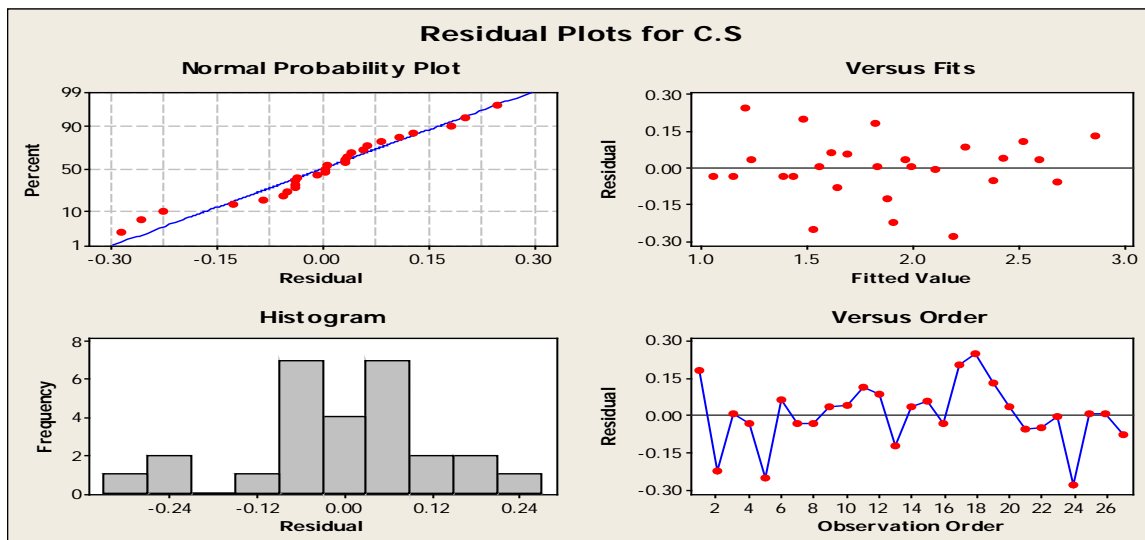 Residual Plots for C.S
Normal Probability Plot
Percent
99
90
50
10
1
-0.30 -0.15 0.00 0.15 0.30
Residual
Versus Fits
Residual
0.30
0.15
0.00
-0.15
-0.30
1.0 1.5 2.0 2.5 3.0
Fitted Value
Histogram
Frequency
8
6
4
2
0
-0.24 -0.12 0.00 0.12 0.24
Residual
Versus Order
Residual
0.30
0.15
0.00
-0.15
-0.30
2 4 6 8 10 12 14 16 18 20 22 24 26
Observation Order